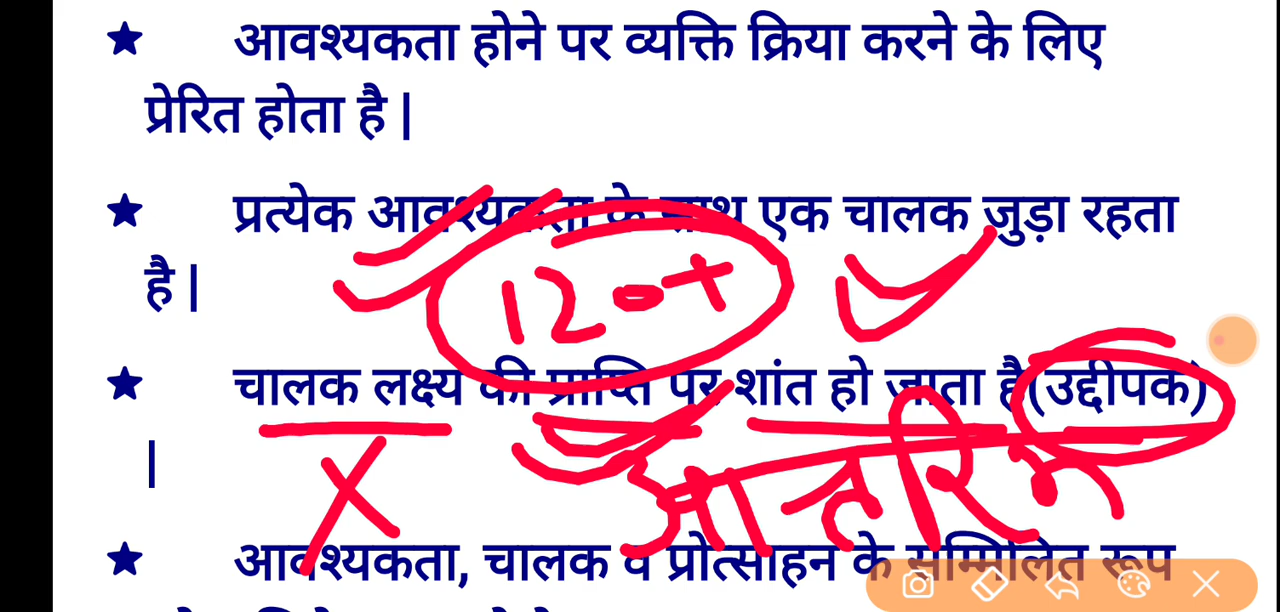 ★ आवश्यकता होने पर व्यक्ति क्रिया करने के लिए
प्रेरित होता है |
★ प्रत्येक आवश्यकता के साथ एक चालक जुड़ा रहता
है |
12 -
★ चालक लक्ष्य की प्राप्ति पर शांत हो जाता है(उद्दीपक)
|
आन्तरिक
★ आवश्यकता, चालक व प्रोत्साहन के सम्मिलित रूप